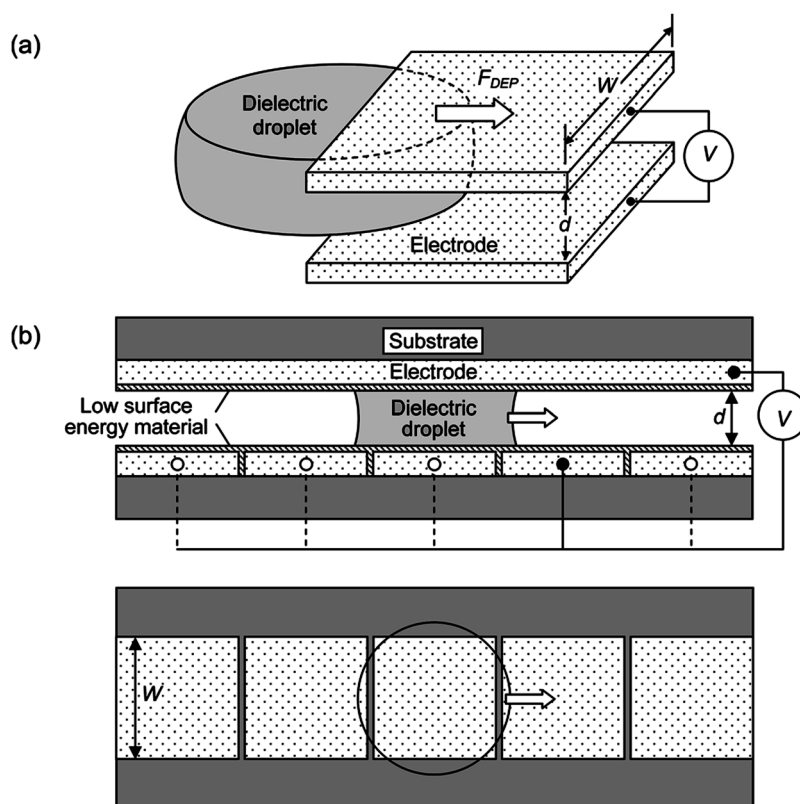 (a)
F_DEP
W
Dielectric
droplet
V
d
Electrode
(b)
Substrate
Electrode
Low surface
energy material
Dielectric
droplet
d
V
W